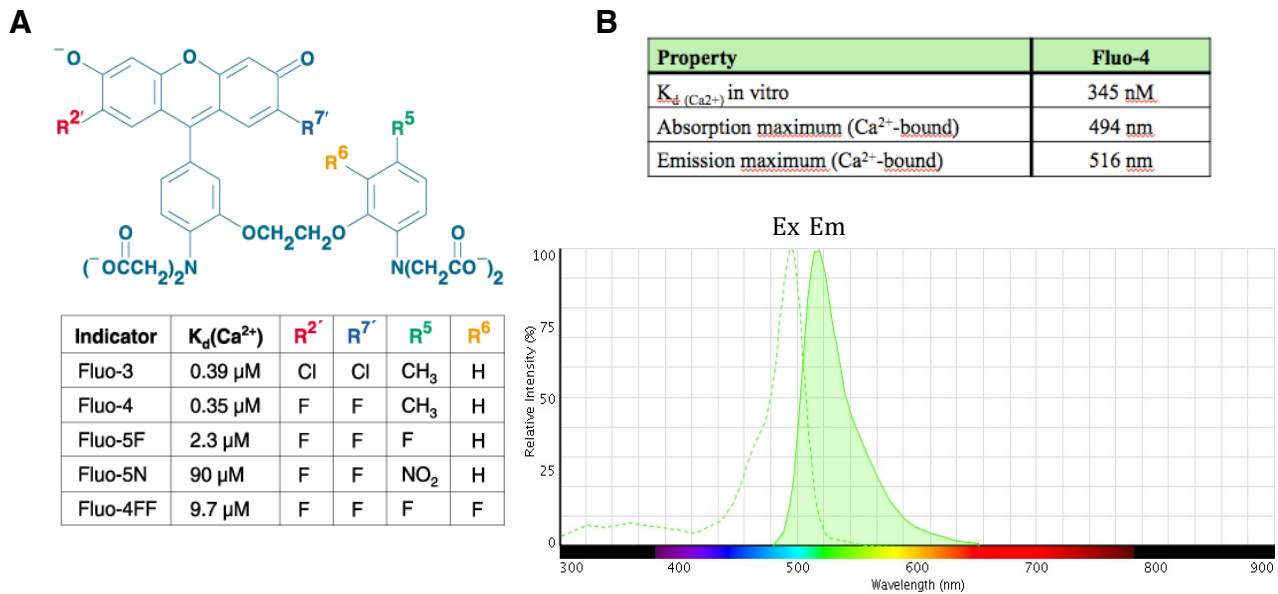 A
⁻O
O
O
R2′
R7′
R5
R6
OCH2CH2O
O
(⁻OCCH2)2N
O
N(CH2CO⁻)2
Indicator Kd(Ca2+) R2′ R7′ R5 R6
Fluo-3 0.39 µM Cl Cl CH3 H
Fluo-4 0.35 µM F F CH3 H
Fluo-5F 2.3 µM F F F H
Fluo-5N 90 µM F F NO2 H
Fluo-4FF 9.7 µM F F F F
B
Property Fluo-4
Kd (Ca2+) in vitro 345 nM
Absorption maximum (Ca2+-bound) 494 nm
Emission maximum (Ca2+-bound) 516 nm
Ex Em
Relative Intensity (%)
100
75
50
25
0
300 400 500 600 700 800 900
Wavelength (nm)